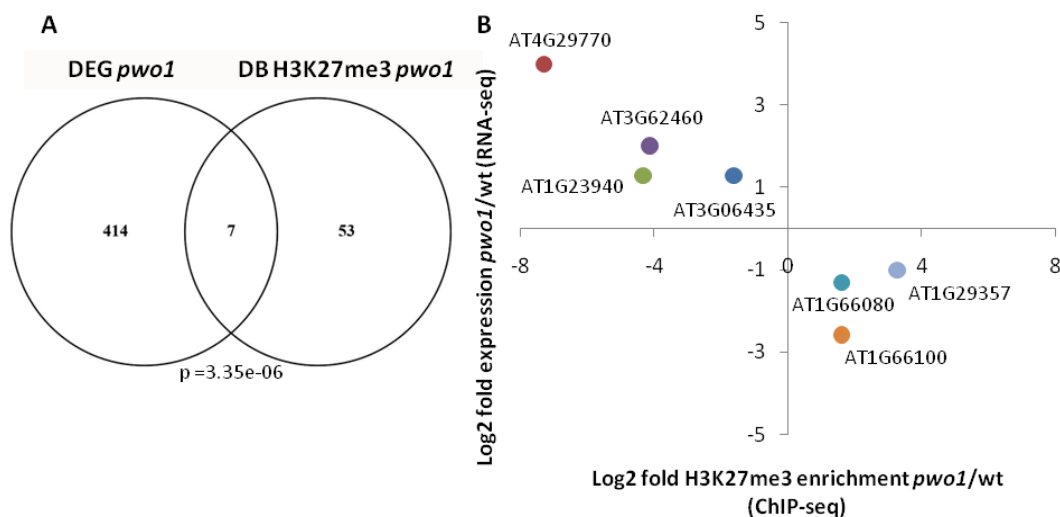 A
DEG pwo1
DB H3K27me3 pwo1
414
7
53
p =3.35e-06
B
Log2 fold expression pwo1/wt (RNA-seq)
5
3
1
-1
-3
-5
-8
-4
0
4
8
AT4G29770
AT3G62460
AT1G23940
AT3G06435
AT1G66080
AT1G29357
AT1G66100
Log2 fold H3K27me3 enrichment pwo1/wt
(ChIP-seq)